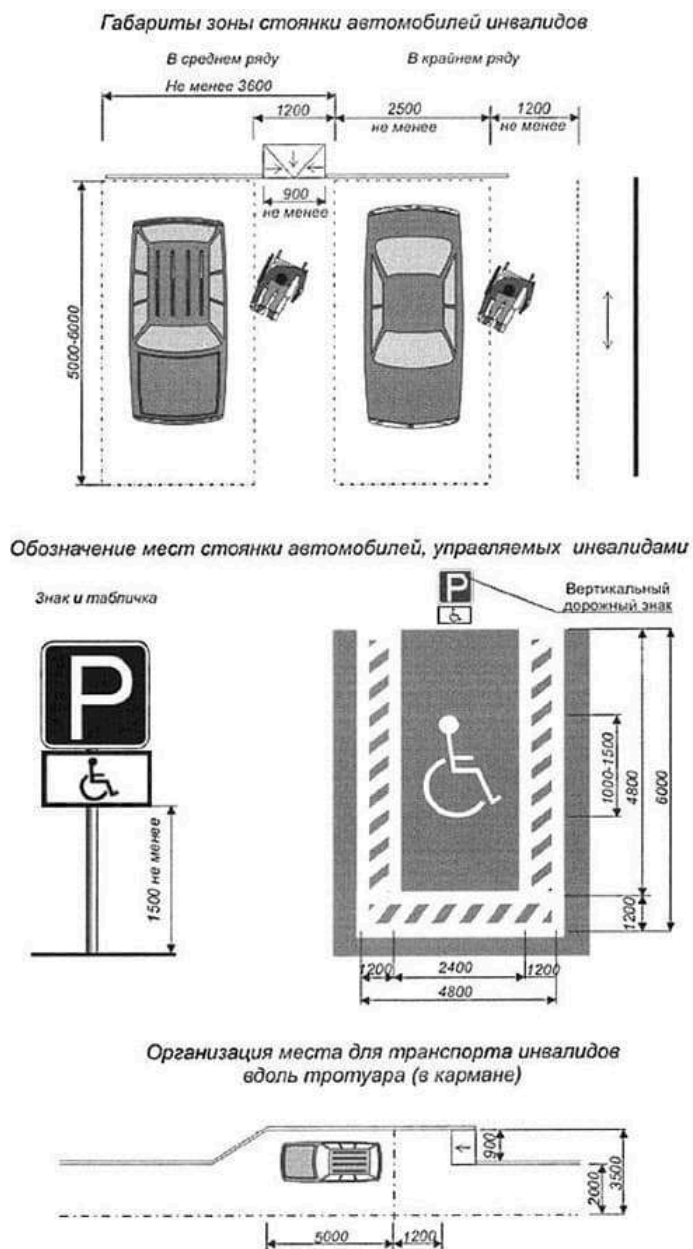 Габариты зоны стоянки автомобилей инвалидов
В среднем ряду
В крайнем ряду
Не менее 3600
1200
2500
не менее
1200
не менее
900
не менее
5000-6000
Обозначение мест стоянки автомобилей, управляемых инвалидами
Знак и табличка
P
Вертикальный
дорожный знак
P
1500 не менее
1000-1500
4800
6000
1200
1200
2400
1200
4800
Организация места для транспорта инвалидов
вдоль тротуара (в кармане)
900
2000
3500
5000
1200